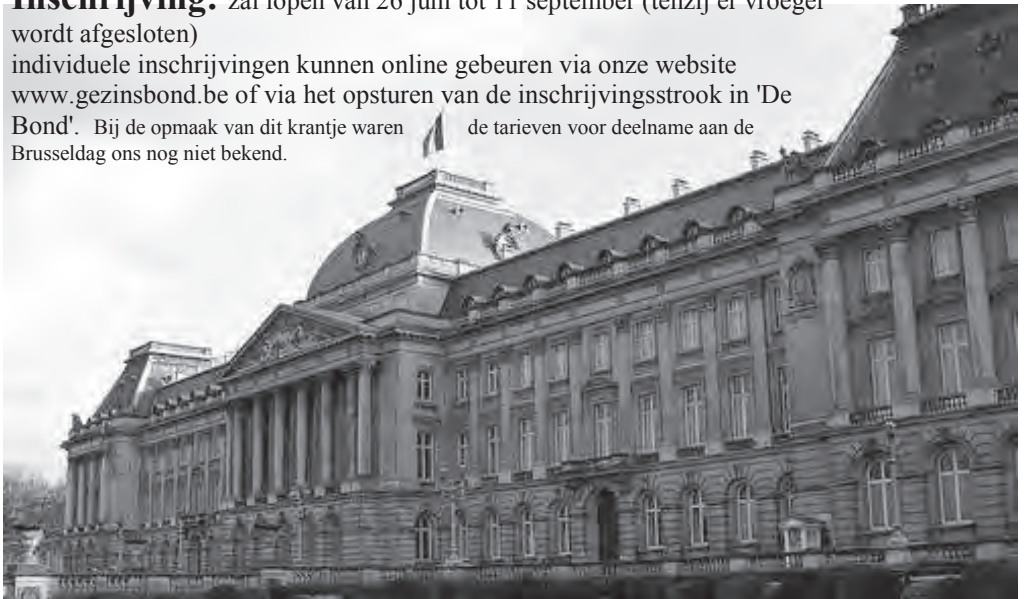 Inschrijving: zal lopen van 26 juni tot 11 september (tenzij er vroeger
wordt afgesloten)
individuele inschrijvingen kunnen online gebeuren via onze website
www.gezinsbond.be of via het opsturen van de inschrijvingsstrook in 'De
Bond'. Bij de opmaak van dit krantje waren de tarieven voor deelname aan de
Brusseldag ons nog niet bekend.